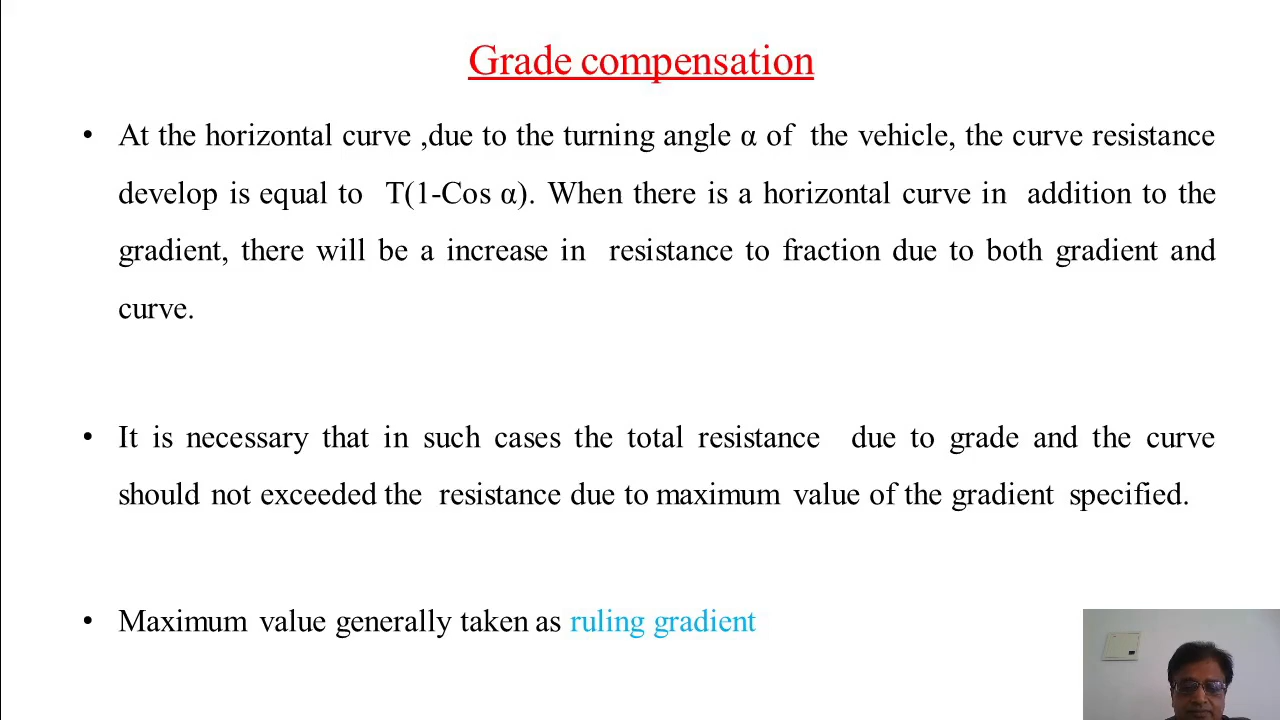 Grade compensation
• At the horizontal curve ,due to the turning angle α of the vehicle, the curve resistance
develop is equal to T(1-Cos α). When there is a horizontal curve in addition to the
gradient, there will be a increase in resistance to fraction due to both gradient and
curve.
• It is necessary that in such cases the total resistance due to grade and the curve
should not exceeded the resistance due to maximum value of the gradient specified.
• Maximum value generally taken as ruling gradient